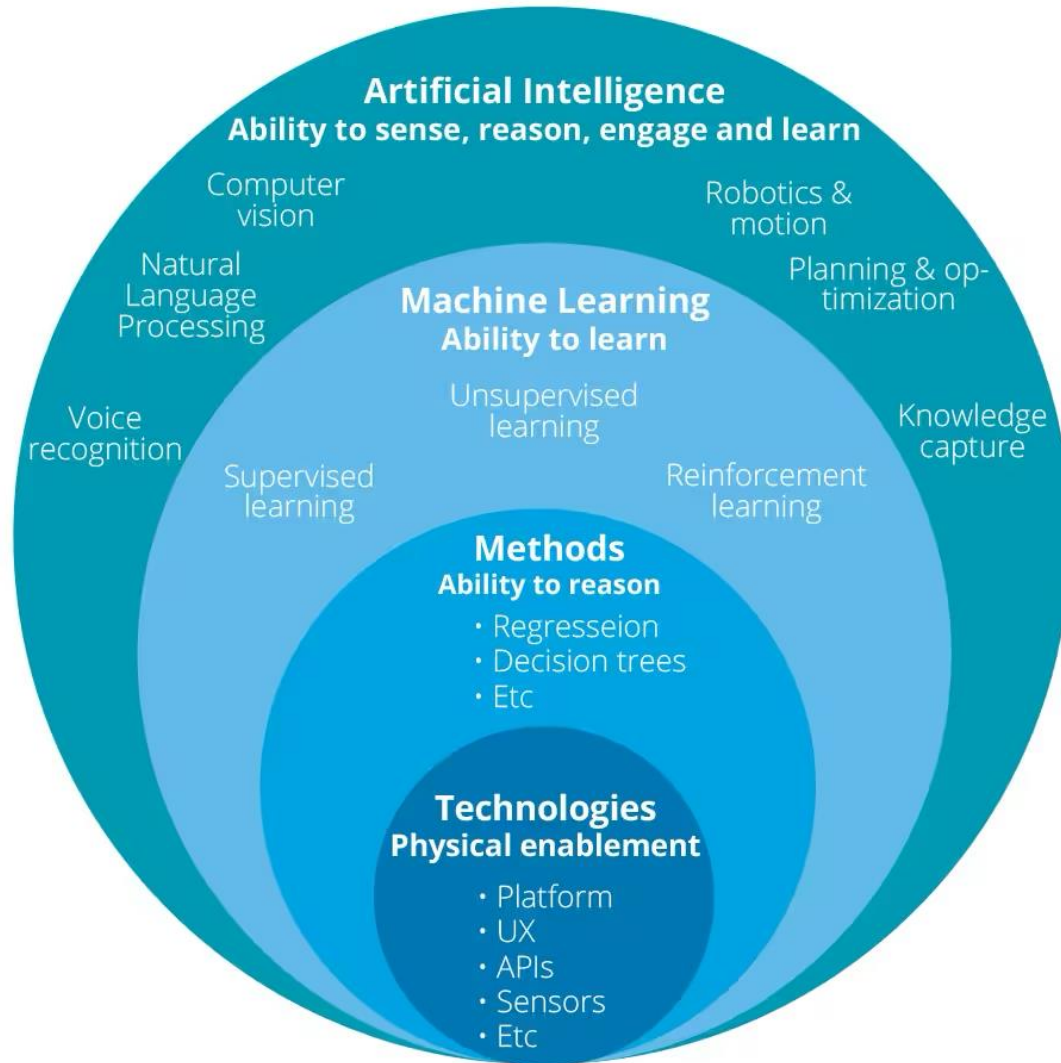 Artificial Intelligence
Ability to sense, reason, engage and learn
Computer
vision
Robotics &
motion
Natural
Language
Processing
Planning & op-
timization
Voice
recognition
Knowledge
capture
Machine Learning
Ability to learn
Unsupervised
learning
Supervised
learning
Reinforcement
learning
Methods
Ability to reason
• Regresseion
• Decision trees
• Etc
Technologies
Physical enablement
• Platform
• UX
• APIs
• Sensors
• Etc